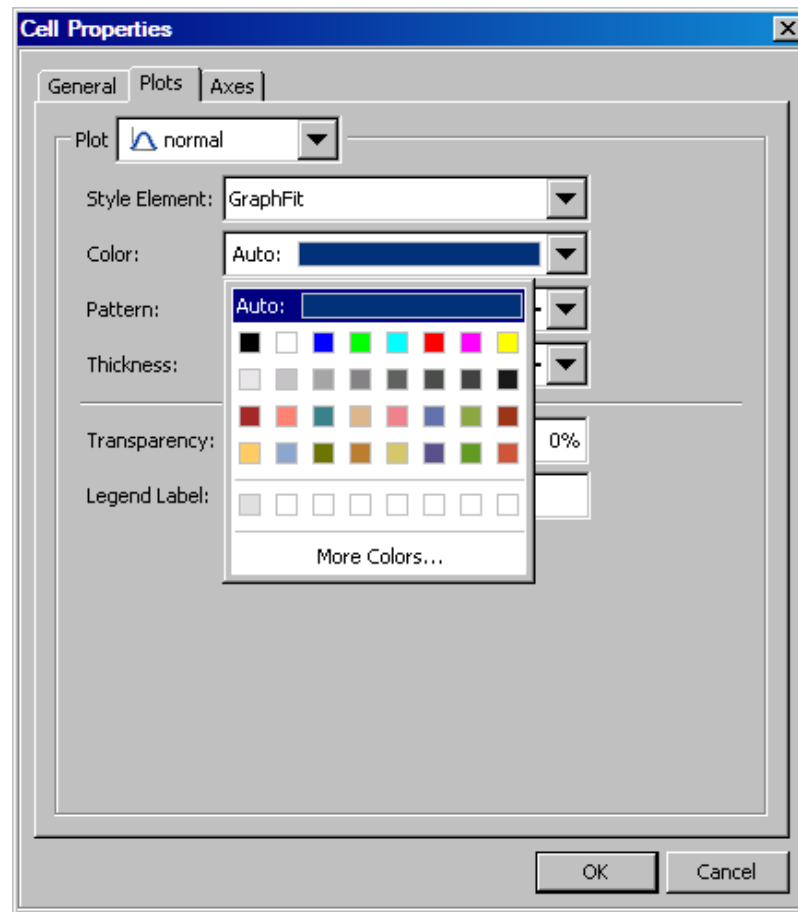 Cell Properties
General Plots Axes
Plot normal
Style Element: GraphFit
Color: Auto:
Auto:
Pattern:
Thickness:
Transparency: 0%
Legend Label:
More Colors...
OK Cancel